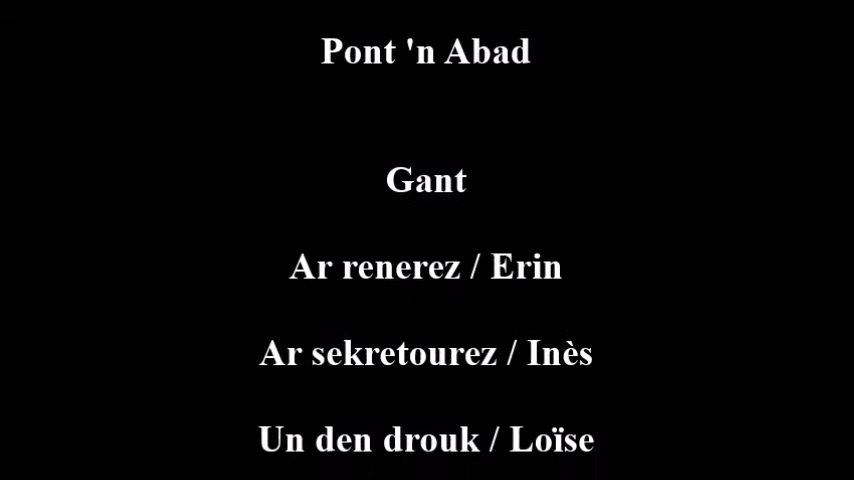 Pont 'n Abad
Gant
Ar renerez / Erin
Ar sekretourez / Inès
Un den drouk / Loïse